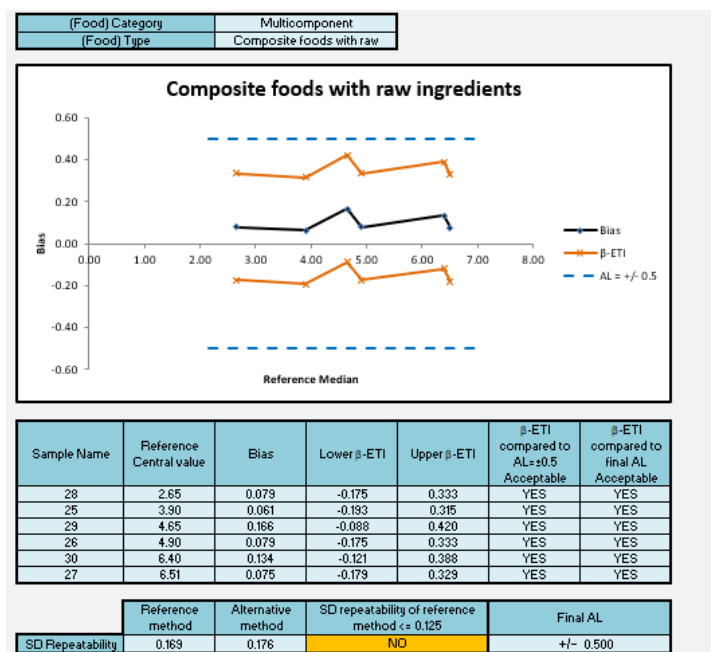 (Food) Category Multicomponent
(Food) Type Composite foods with raw
Composite foods with raw ingredients
0.60
0.40
0.20
0.00
-0.20
-0.40
-0.60
0.00 1.00 2.00 3.00 4.00 5.00 6.00 7.00 8.00
Bias
Reference Median
Bias
β-ETI
AL = +/- 0.5
Sample Name Reference Central value Bias Lower β-ETI Upper β-ETI β-ETI compared to AL=±0.5 Acceptable β-ETI compared to final AL Acceptable
28 2.65 0.079 -0.175 0.333 YES YES
25 3.90 0.061 -0.193 0.315 YES YES
29 4.65 0.166 -0.088 0.420 YES YES
26 4.90 0.079 -0.175 0.333 YES YES
30 6.40 0.134 -0.121 0.388 YES YES
27 6.51 0.075 -0.179 0.329 YES YES
Reference method Alternative method SD repeatability of reference method <= 0.125 Final AL
SD Repeatability 0.169 0.176 NO +/- 0.500